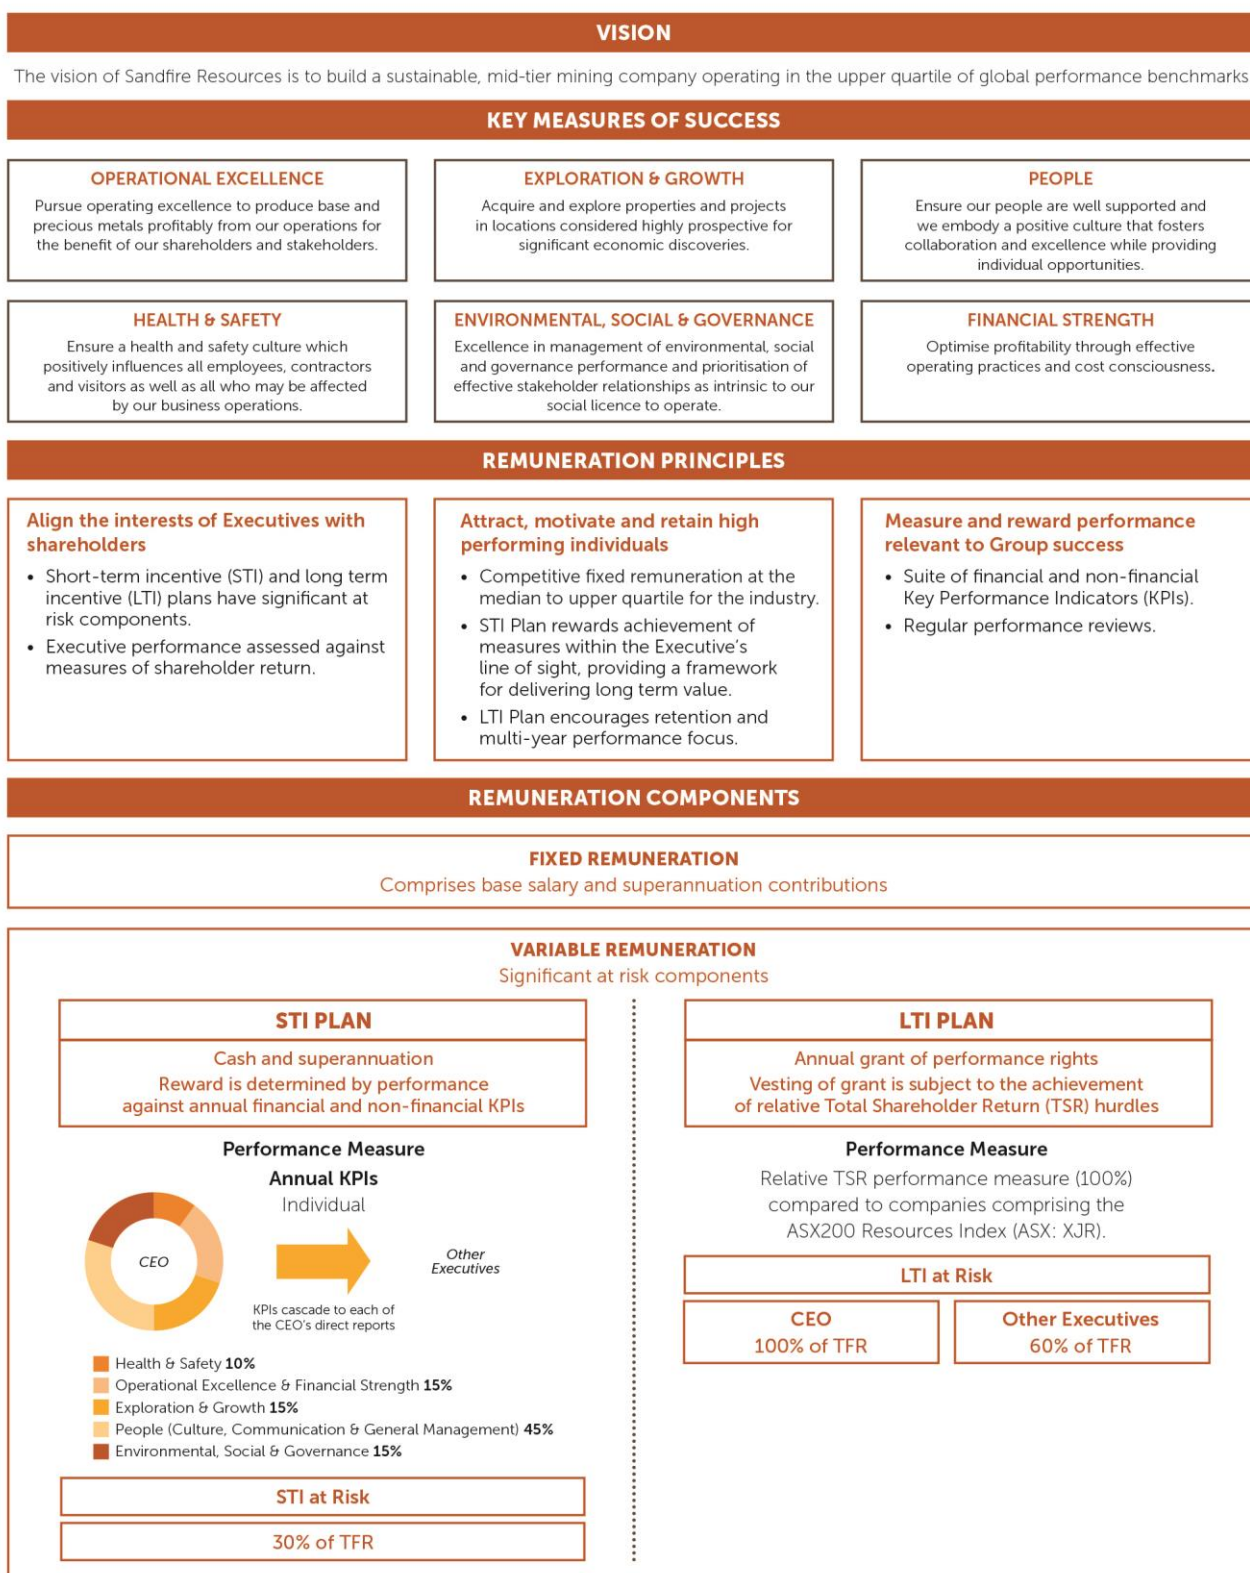 VISION
The vision of Sandfire Resources is to build a sustainable, mid-tier mining company operating in the upper quartile of global performance benchmarks
KEY MEASURES OF SUCCESS
OPERATIONAL EXCELLENCE
Pursue operating excellence to produce base and
precious metals profitably from our operations for
the benefit of our shareholders and stakeholders.
EXPLORATION & GROWTH
Acquire and explore properties and projects
in locations considered highly prospective for
significant economic discoveries.
PEOPLE
Ensure our people are well supported and
we embody a positive culture that fosters
collaboration and excellence while providing
individual opportunities.
HEALTH & SAFETY
Ensure a health and safety culture which
positively influences all employees, contractors
and visitors as well as all who may be affected
by our business operations.
ENVIRONMENTAL, SOCIAL & GOVERNANCE
Excellence in management of environmental, social
and governance performance and prioritisation of
effective stakeholder relationships as intrinsic to our
social licence to operate.
FINANCIAL STRENGTH
Optimise profitability through effective
operating practices and cost consciousness.
REMUNERATION PRINCIPLES
Align the interests of Executives with
shareholders
• Short-term incentive (STI) and long term
incentive (LTI) plans have significant at
risk components.
• Executive performance assessed against
measures of shareholder return.
Attract, motivate and retain high
performing individuals
• Competitive fixed remuneration at the
median to upper quartile for the industry.
• STI Plan rewards achievement of
measures within the Executive's
line of sight, providing a framework
for delivering long term value.
• LTI Plan encourages retention and
multi-year performance focus.
Measure and reward performance
relevant to Group success
• Suite of financial and non-financial
Key Performance Indicators (KPIs).
• Regular performance reviews.
REMUNERATION COMPONENTS
FIXED REMUNERATION
Comprises base salary and superannuation contributions
VARIABLE REMUNERATION
Significant at risk components
STI PLAN
Cash and superannuation
Reward is determined by performance
against annual financial and non-financial KPIs
Performance Measure
Annual KPIs
Individual
CEO
Other
Executives
KPIs cascade to each of
the CEO's direct reports
Health & Safety 10%
Operational Excellence & Financial Strength 15%
Exploration & Growth 15%
People (Culture, Communication & General Management) 45%
Environmental, Social & Governance 15%
STI at Risk
30% of TFR
LTI PLAN
Annual grant of performance rights
Vesting of grant is subject to the achievement
of relative Total Shareholder Return (TSR) hurdles
Performance Measure
Relative TSR performance measure (100%)
compared to companies comprising the
ASX200 Resources Index (ASX: XJR).
LTI at Risk
CEO
100% of TFR
Other Executives
60% of TFR